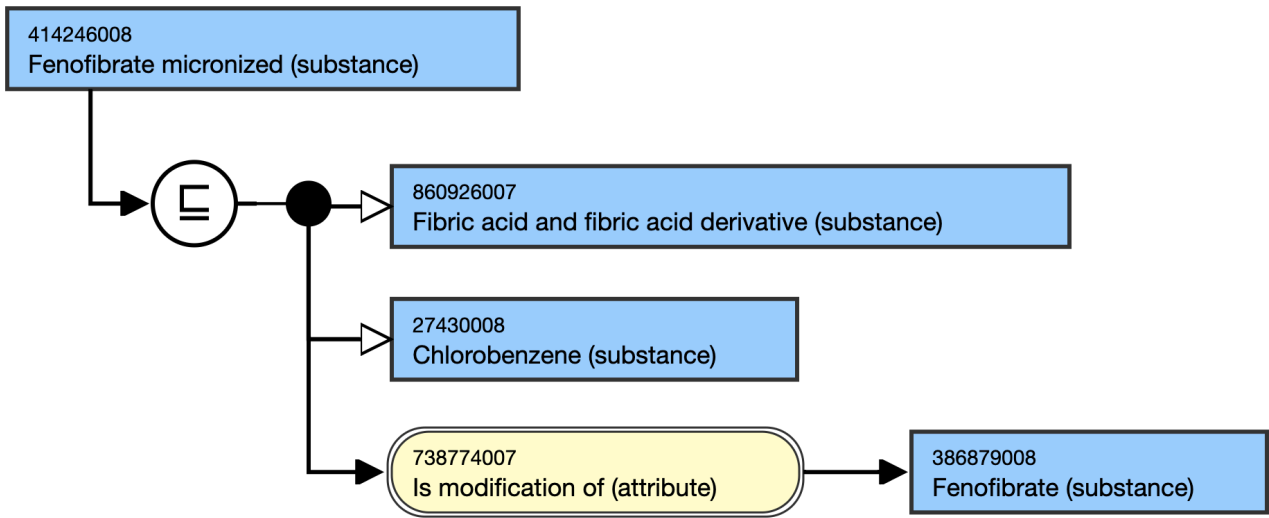 414246008
Fenofibrate micronized (substance)
⊑
860926007
Fibric acid and fibric acid derivative (substance)
27430008
Chlorobenzene (substance)
738774007
Is modification of (attribute)
386879008
Fenofibrate (substance)